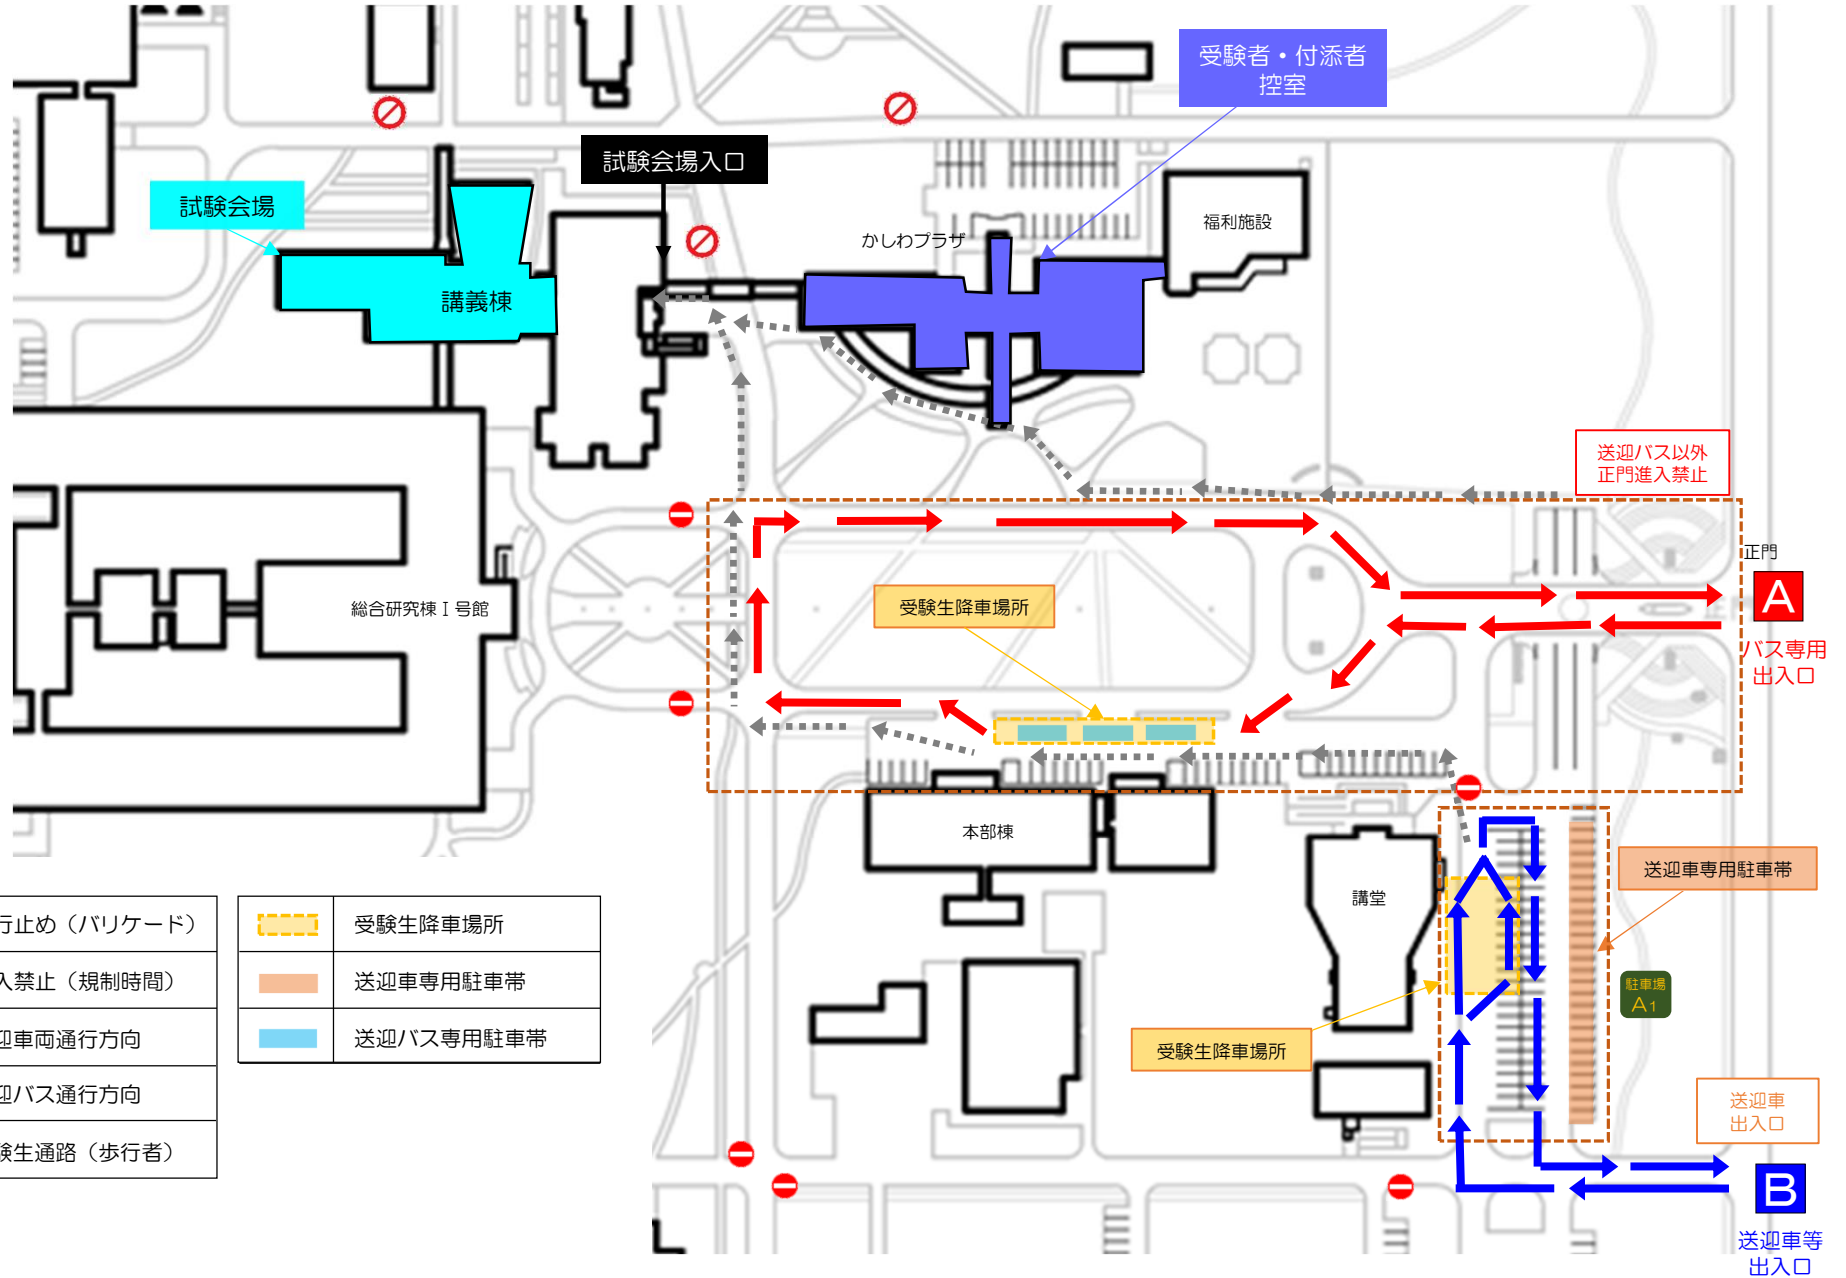 受験者・付添者
控室
試験会場入口
試験会場
福利施設
かしわプラザ
講義棟
送迎バス以外
正門進入禁止
正門
A
バス専用
出入口
受験生降車場所
総合研究棟Ⅰ号館
本部棟
講堂
送迎車専用駐車帯
駐車場
A1
受験生降車場所
送迎車
出入口
B
送迎車等
出入口
行止め（バリケード）
入禁止（規制時間）
迎車両通行方向
迎バス通行方向
験生通路（歩行者）
受験生降車場所
送迎車専用駐車帯
送迎バス専用駐車帯